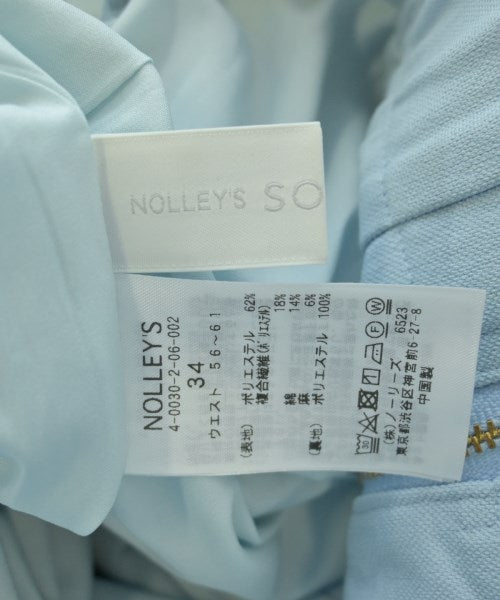 NOLLEY'S SO
NOLLEY'S
4-0030-2-06-002
34
ウエスト 56~61
(表地) ポリエステル 62%
複合繊維(ポリエステル) 18%
綿 14%
麻 6%
(裏地) ポリエステル 100%
(株)ノーリーズ 6523
東京都渋谷区神宮前6-27-8
中国製